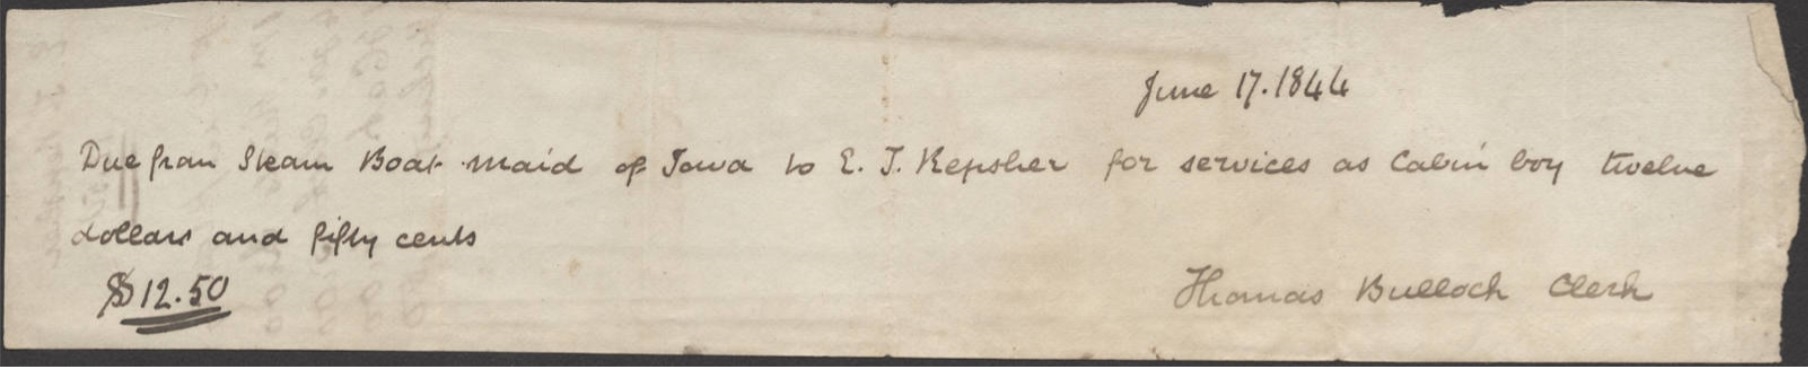 June 17. 1844
Due from Steam Boat Maid of Iowa to E. J. Kepsher for services as Cabin boy twelve
dollars and fifty cents
$12.50
Thomas Bullock Clerk